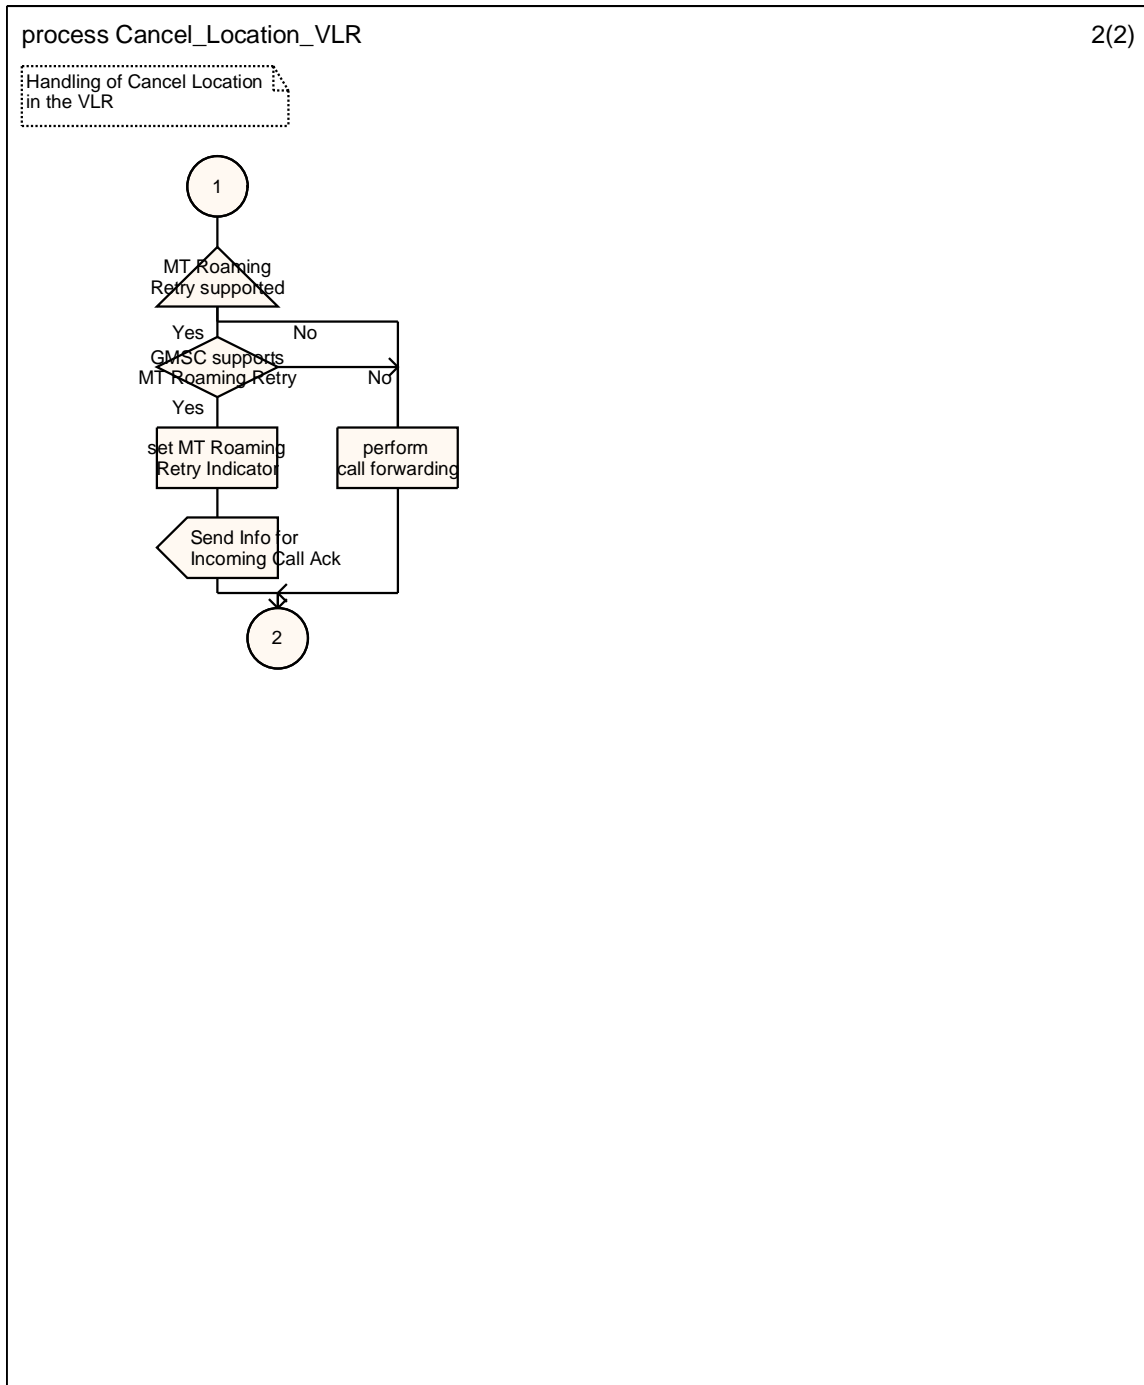 process Cancel_Location_VLR
2(2)
Handling of Cancel Location
in the VLR
1
MT Roaming
Retry supported
Yes
No
GMSC supports
MT Roaming Retry
No
Yes
set MT Roaming
Retry Indicator
perform
call forwarding
Send Info for
Incoming Call Ack
2